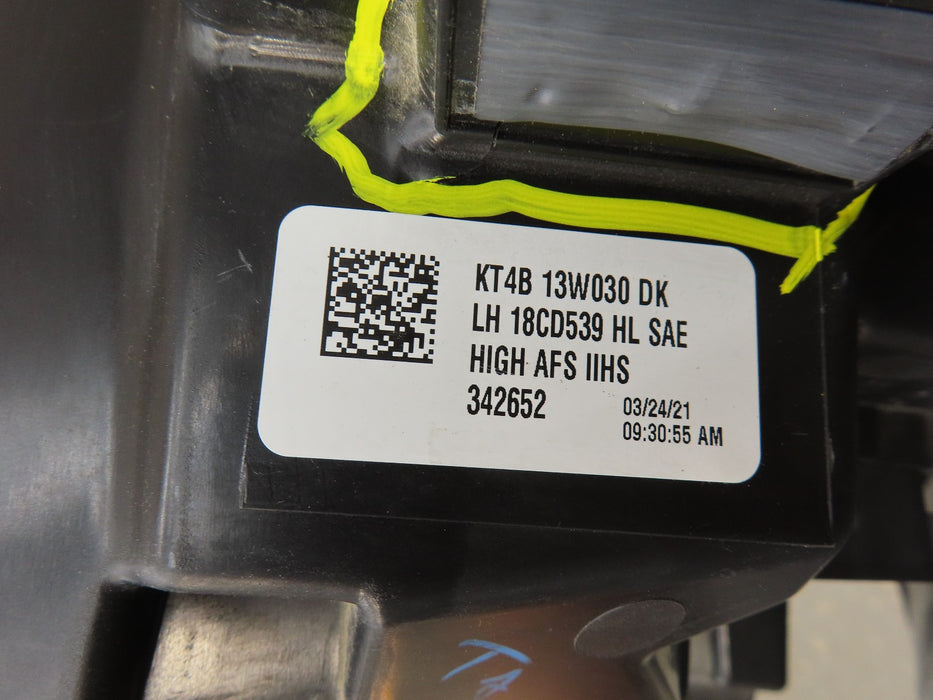 KT4B 13W030 DK
LH 18CD539 HL SAE
HIGH AFS IIHS
342652
03/24/21
09:30:55 AM